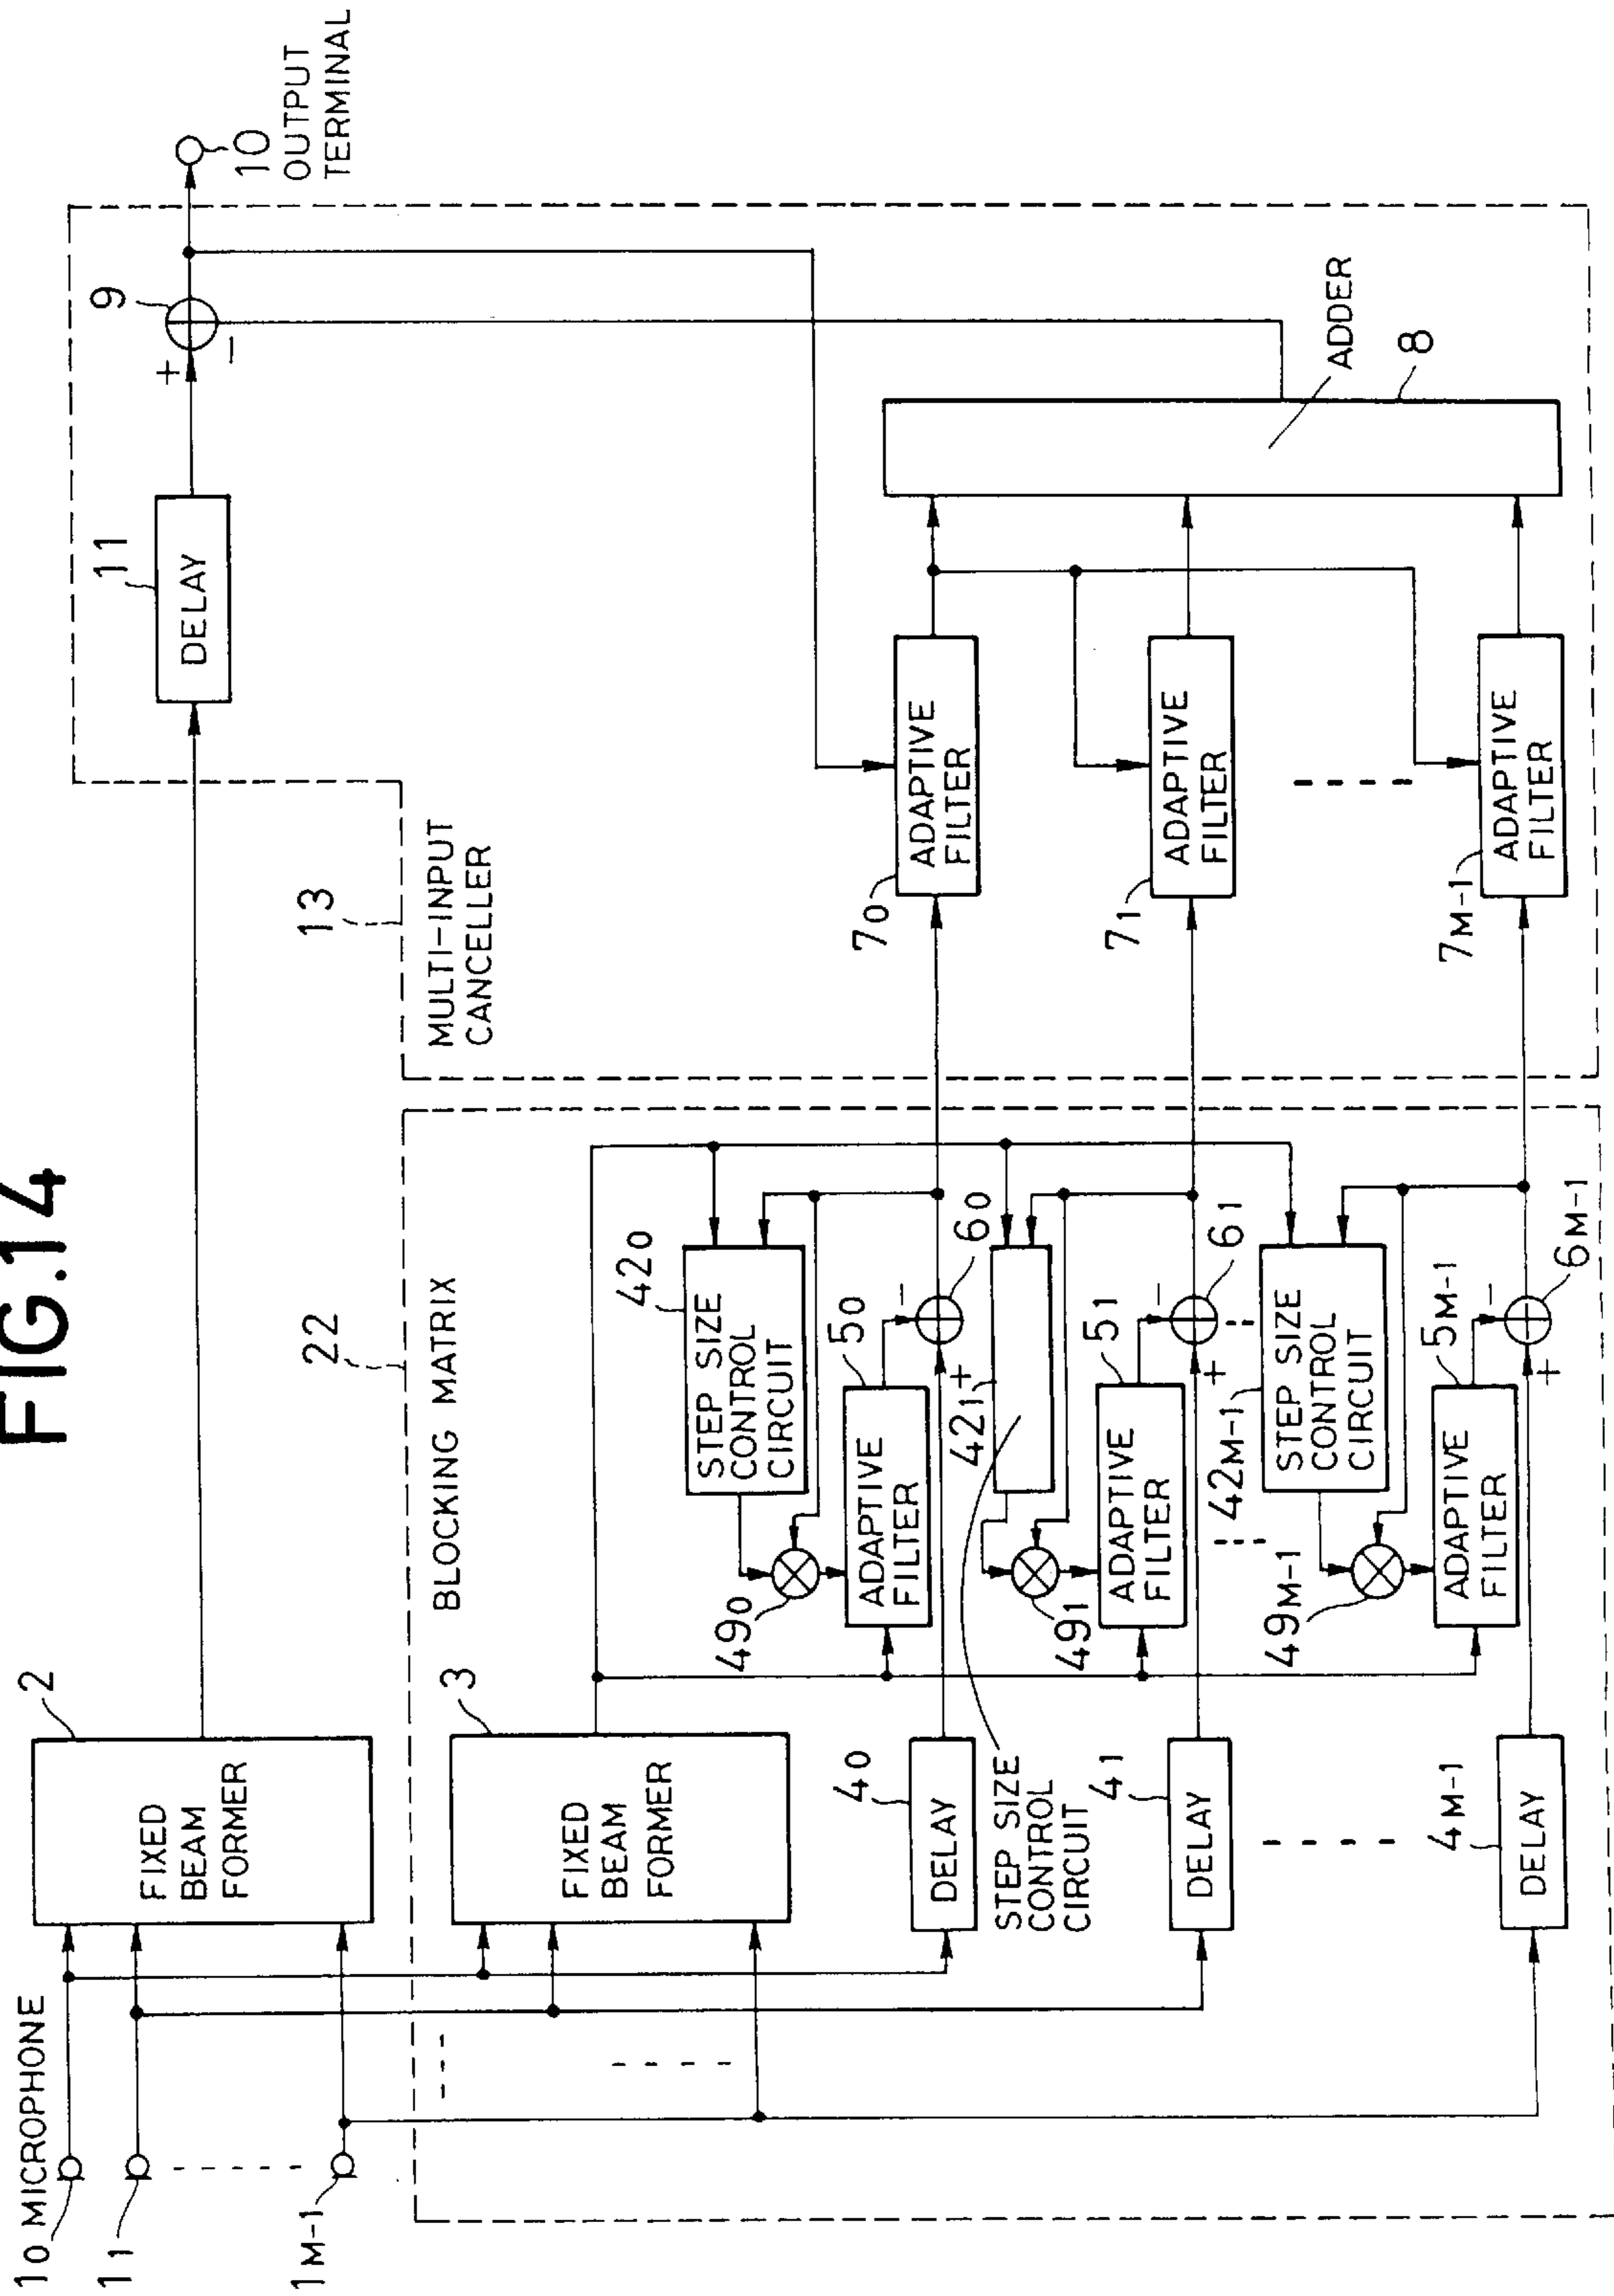 FIG.14
1₀ MICROPHONE
1₁
1M-1
2
FIXED
BEAM
FORMER
11
DELAY
9
+
−
10
OUTPUT
TERMINAL
22
BLOCKING MATRIX
13
MULTI-INPUT
CANCELLER
3
FIXED
BEAM
FORMER
42₀
STEP SIZE
CONTROL
CIRCUIT
49₀
5₀
ADAPTIVE
FILTER
−
6₀
+
4₀
DELAY
7₀
ADAPTIVE
FILTER
STEP SIZE
CONTROL
CIRCUIT
42₁
49₁
5₁
ADAPTIVE
FILTER
−
6₁
+
4₁
DELAY
7₁
ADAPTIVE
FILTER
ADDER
8
42M-1
STEP SIZE
CONTROL
CIRCUIT
49M-1
5M-1
ADAPTIVE
FILTER
−
6M-1
+
4M-1
DELAY
7M-1
ADAPTIVE
FILTER